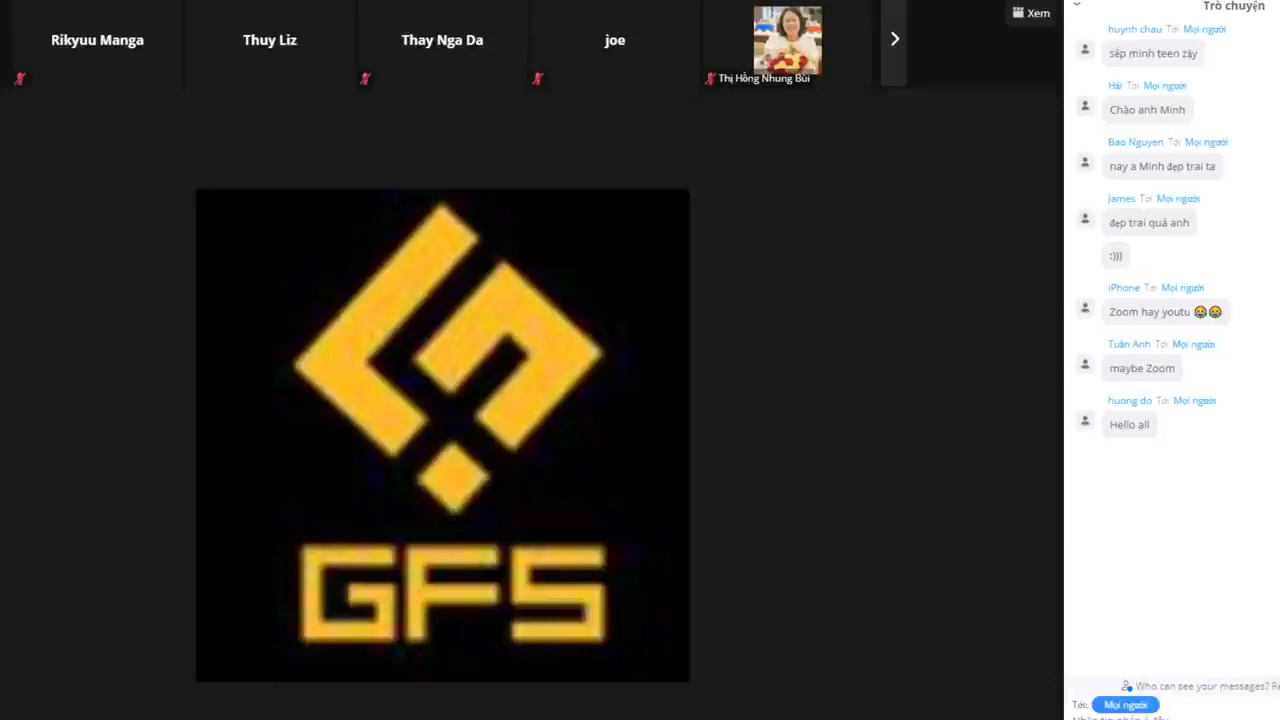 Rikyuu Manga
Thuy Liz
Thay Nga Da
joe
Thị Hồng Nhung Bùi
Xem
GFS
Trò chuyện
huynh chau Tới Mọi người
sếp minh teen zậy
Hải Tới Mọi người
Chào anh Minh
Bao Nguyen Tới Mọi người
nay a Minh đẹp trai ta
James Tới Mọi người
đẹp trai quá anh
:)))
iPhone Tới Mọi người
Zoom hay youtu 😂😂
Tuấn Anh Tới Mọi người
maybe Zoom
huong do Tới Mọi người
Hello all
Who can see your messages? Re
Tới: Mọi người